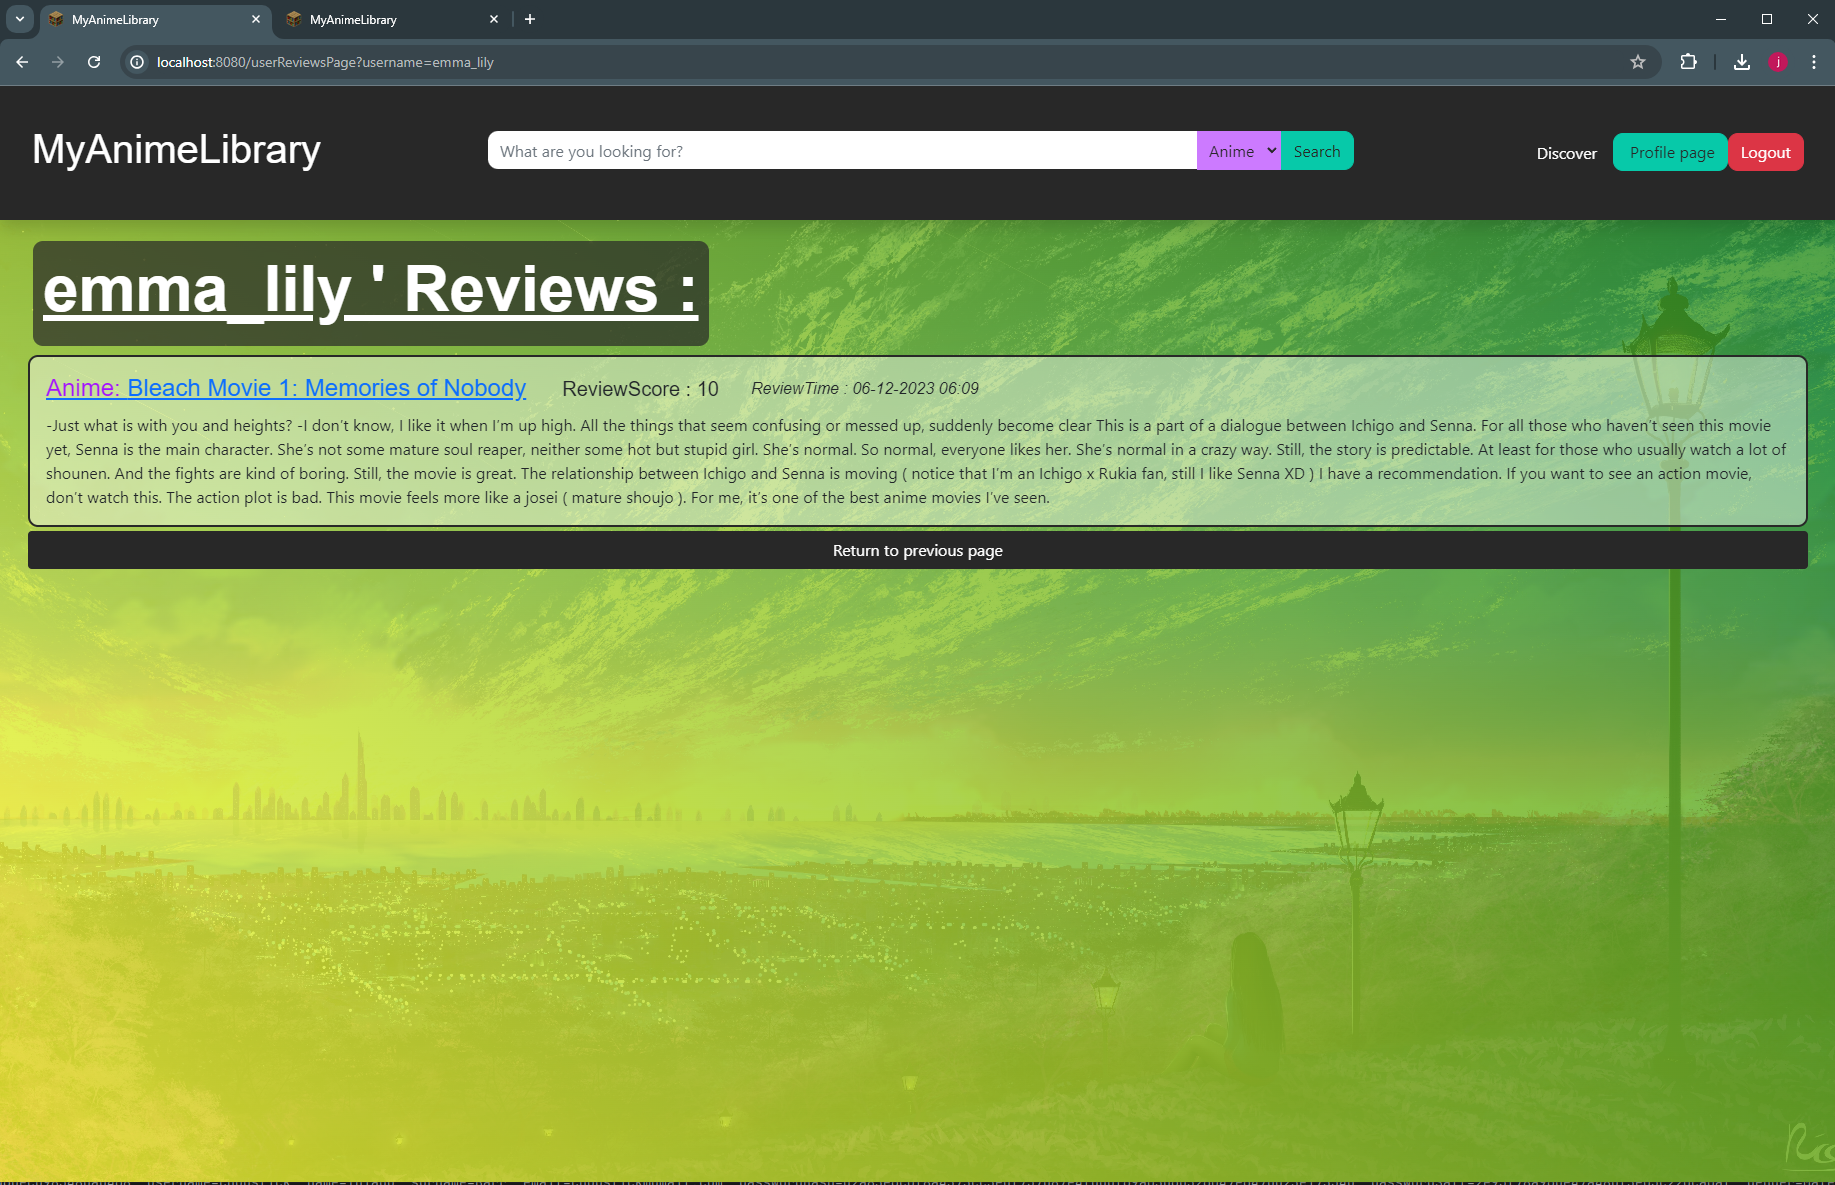 MyAnimeLibrary
MyAnimeLibrary
localhost:8080/userReviewsPage?username=emma_lily
j
MyAnimeLibrary
What are you looking for?
Anime
Search
Discover
Profile page
Logout
emma_lily ' Reviews :
Anime: Bleach Movie 1: Memories of Nobody
ReviewScore : 10
ReviewTime : 06-12-2023 06:09
-Just what is with you and heights? -I don't know, I like it when I'm up high. All the things that seem confusing or messed up, suddenly become clear This is a part of a dialogue between Ichigo and Senna. For all those who haven't seen this movie
yet, Senna is the main character. She's not some mature soul reaper, neither some hot but stupid girl. She's normal. So normal, everyone likes her. She's normal in a crazy way. Still, the story is predictable. At least for those who usually watch a lot of
shounen. And the fights are kind of boring. Still, the movie is great. The relationship between Ichigo and Senna is moving ( notice that I'm an Ichigo x Rukia fan, still I like Senna XD ) I have a recommendation. If you want to see an action movie,
don't watch this. The action plot is bad. This movie feels more like a josei ( mature shoujo ). For me, it's one of the best anime movies I've seen.
Return to previous page